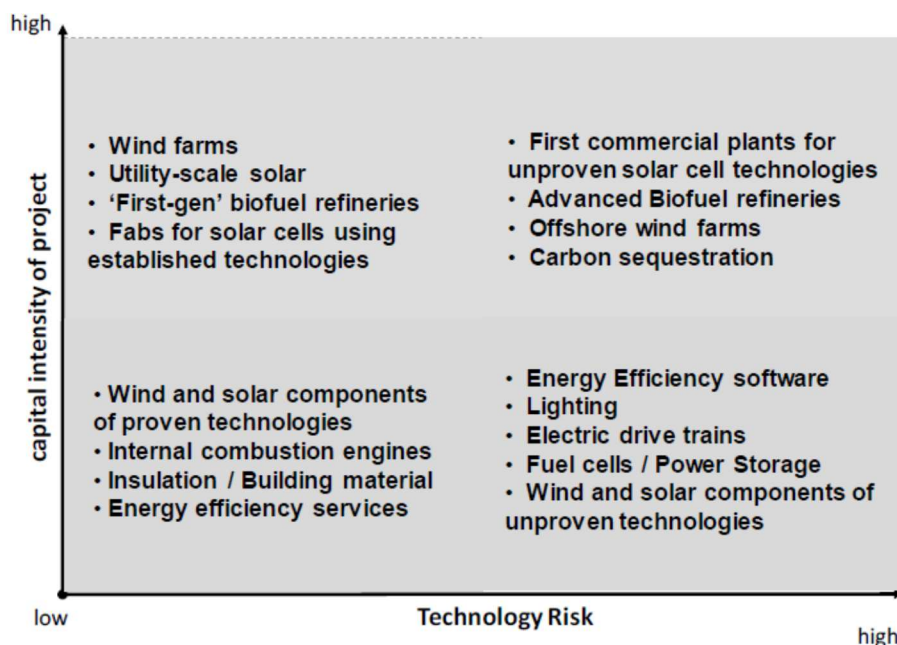 high
capital intensity of project
• Wind farms
• Utility-scale solar
• ‘First-gen’ biofuel refineries
• Fabs for solar cells using
established technologies
• First commercial plants for
unproven solar cell technologies
• Advanced Biofuel refineries
• Offshore wind farms
• Carbon sequestration
• Wind and solar components
of proven technologies
• Internal combustion engines
• Insulation / Building material
• Energy efficiency services
• Energy Efficiency software
• Lighting
• Electric drive trains
• Fuel cells / Power Storage
• Wind and solar components of
unproven technologies
low
Technology Risk
high